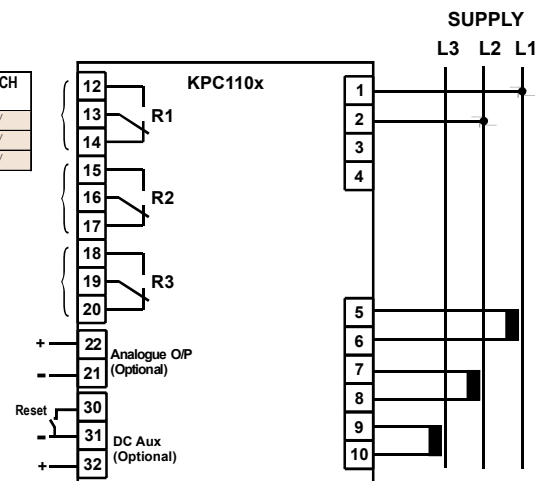 SUPPLY
L3 L2 L1
CH
KPC110x
12
13
14
R1
15
16
17
R2
18
19
20
R3
+ 22
- 21
Analogue O/P
(Optional)
Reset
30
- 31
+ 32
DC Aux
(Optional)
1
2
3
4
5
6
7
8
9
10